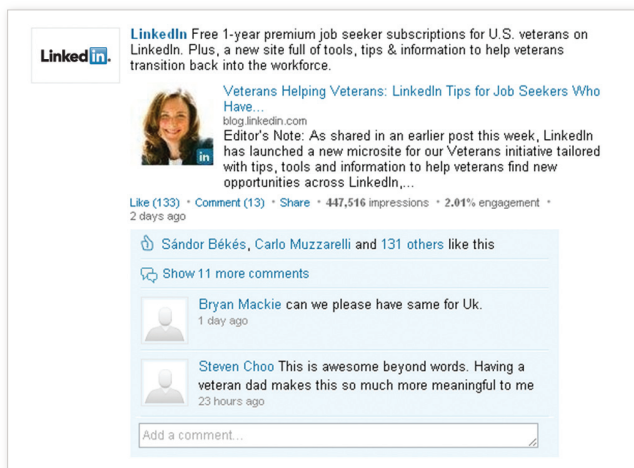 Linked in.
LinkedIn Free 1-year premium job seeker subscriptions for U.S. veterans on
LinkedIn. Plus, a new site full of tools, tips & information to help veterans
transition back into the workforce.
in
Veterans Helping Veterans: LinkedIn Tips for Job Seekers Who
Have...
blog.linkedin.com
Editor's Note: As shared in an earlier post this week, LinkedIn
has launched a new microsite for our Veterans initiative tailored
with tips, tools and information to help veterans find new
opportunities across LinkedIn,...
Like (133) • Comment (13) • Share • 447,516 impressions • 2.01% engagement •
2 days ago
Sándor Békés, Carlo Muzzarelli and 131 others like this
Show 11 more comments
Bryan Mackie can we please have same for Uk.
1 day ago
Steven Choo This is awesome beyond words. Having a
veteran dad makes this so much more meaningful to me
23 hours ago
Add a comment...